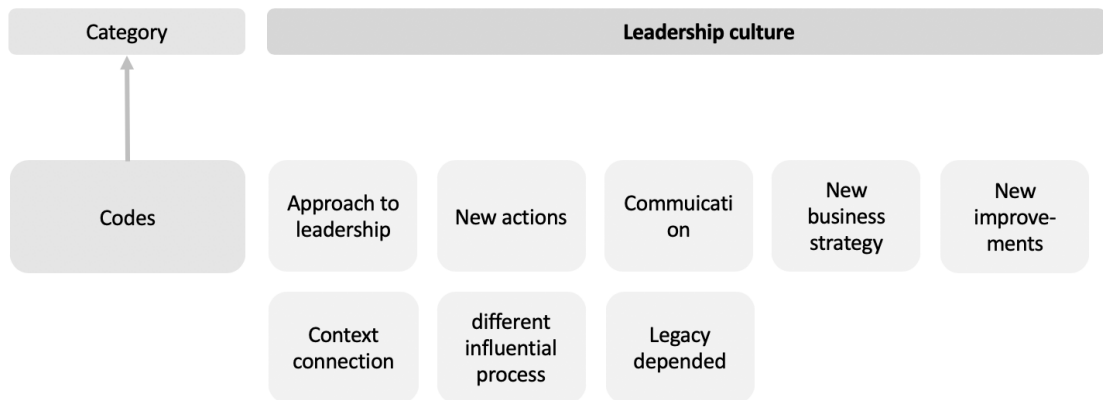 Category
Leadership culture
Codes
Approach to
leadership
New actions
Commuicati
on
New
business
strategy
New
improve-
ments
Context
connection
different
influential
process
Legacy
depended